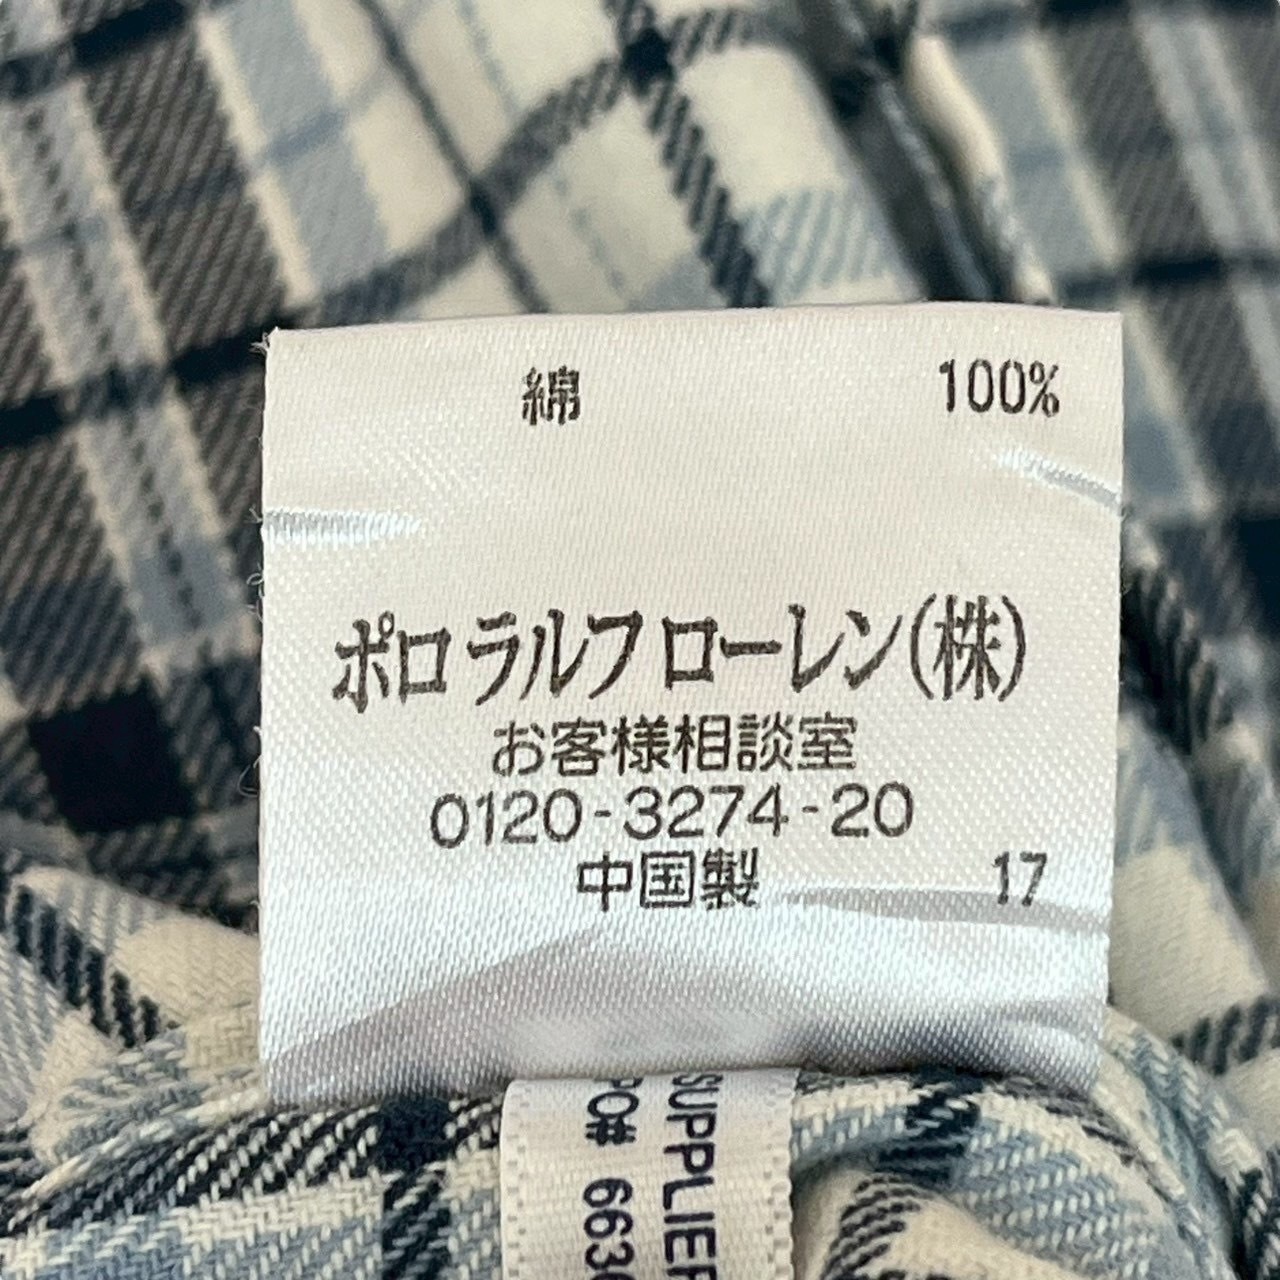 綿 100%
ポロ ラルフ ローレン(株)
お客様相談室
0120-3274-20
中国製 17
SUPPLIER
PO# 663